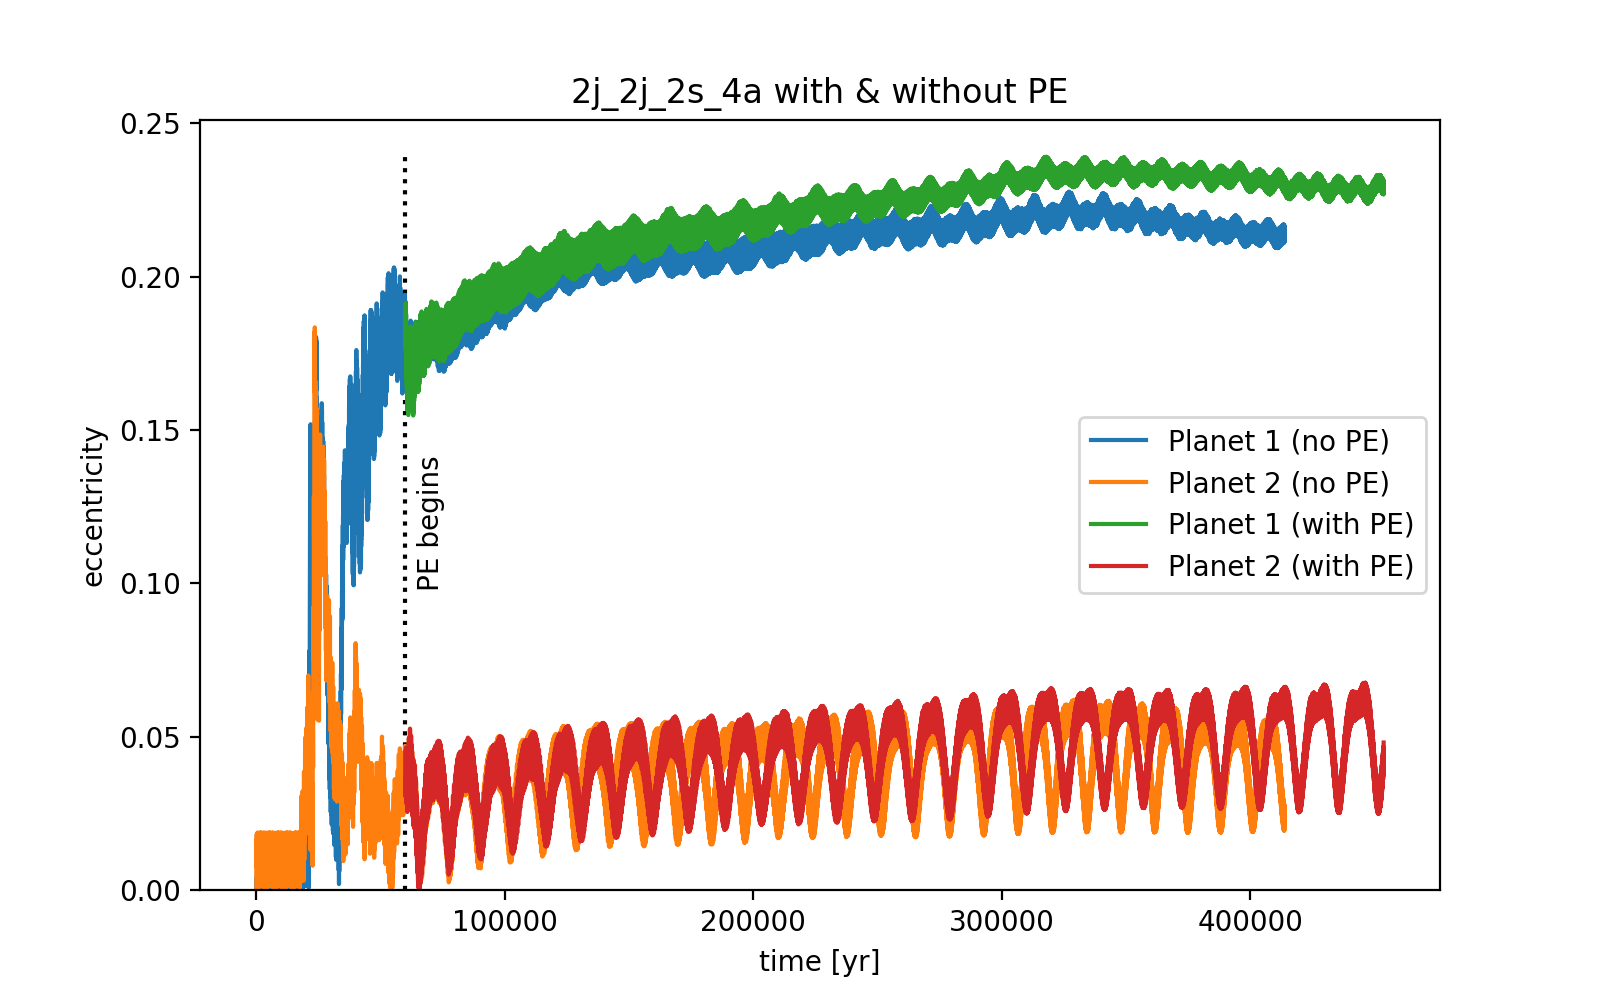 2j_2j_2s_4a with & without PE
0.25
0.20
0.15
0.10
0.05
0.00
eccentricity
PE begins
Planet 1 (no PE)
Planet 2 (no PE)
Planet 1 (with PE)
Planet 2 (with PE)
0
100000
200000
300000
400000
time [yr]